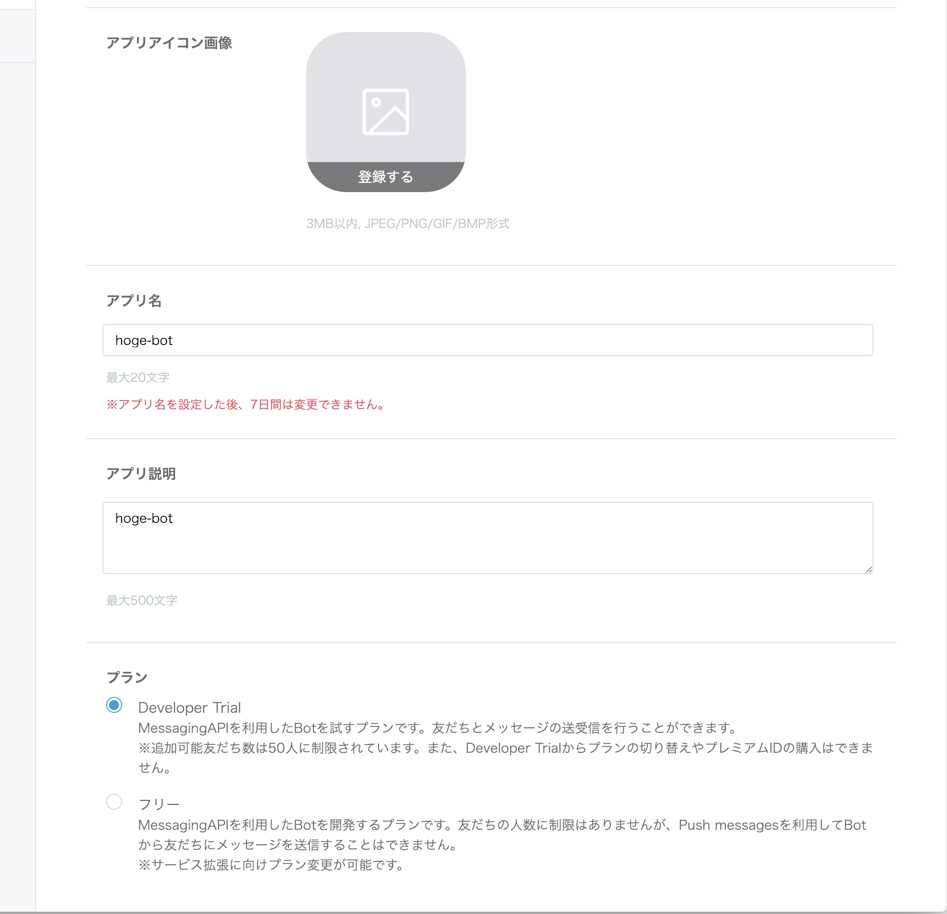 アプリアイコン画像
登録する
3MB以内, JPEG/PNG/GIF/BMP形式
アプリ名
hoge-bot
最大20文字
※アプリ名を設定した後、7日間は変更できません。
アプリ説明
hoge-bot
最大500文字
プラン
Developer Trial
MessagingAPIを利用したBotを試すプランです。友だちとメッセージの送受信を行うことができます。
※追加可能友だち数は50人に制限されています。また、Developer Trialからプランの切り替えやプレミアムIDの購入はできま
せん。
フリー
MessagingAPIを利用したBotを開発するプランです。友だちの人数に制限はありませんが、Push messagesを利用してBot
から友だちにメッセージを送信することはできません。
※サービス拡張に向けプラン変更が可能です。